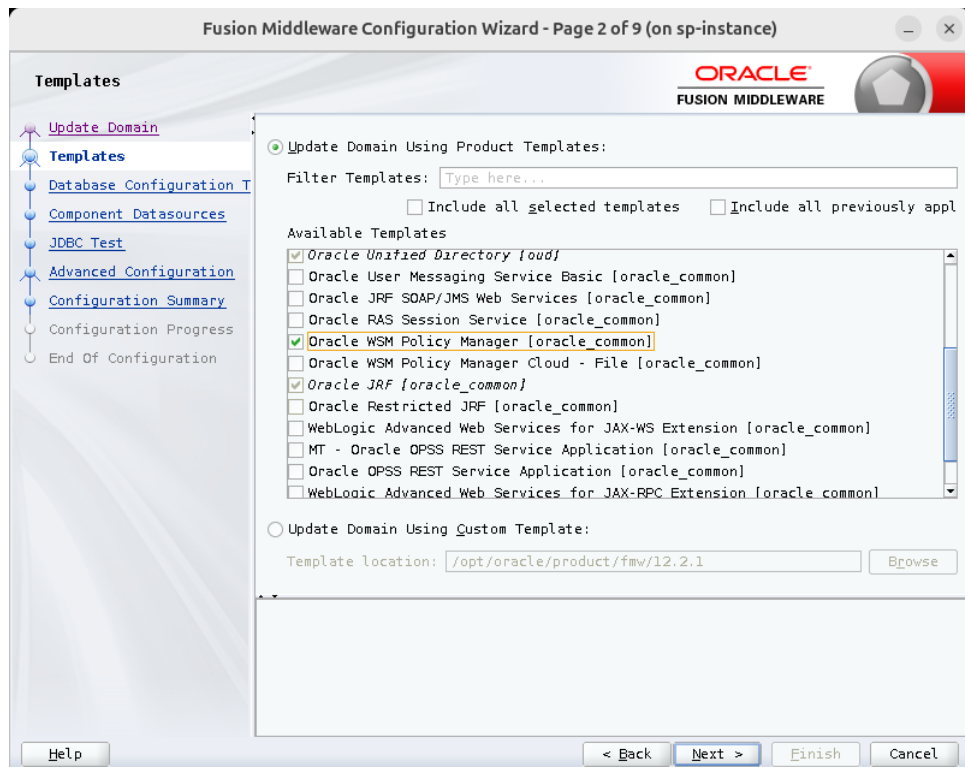 Fusion Middleware Configuration Wizard - Page 2 of 9 (on sp-instance)
Templates
ORACLE
FUSION MIDDLEWARE
Update Domain
Templates
Database Configuration T
Component Datasources
JDBC Test
Advanced Configuration
Configuration Summary
Configuration Progress
End Of Configuration
Update Domain Using Product Templates:
Filter Templates: Type here...
Include all selected templates Include all previously appl
Available Templates
Oracle Unified Directory [oud]
Oracle User Messaging Service Basic [oracle_common]
Oracle JRF SOAP/JMS Web Services [oracle_common]
Oracle RAS Session Service [oracle_common]
Oracle WSM Policy Manager [oracle_common]
Oracle WSM Policy Manager Cloud - File [oracle_common]
Oracle JRF [oracle_common]
Oracle Restricted JRF [oracle_common]
WebLogic Advanced Web Services for JAX-WS Extension [oracle_common]
MT - Oracle OPSS REST Service Application [oracle_common]
Oracle OPSS REST Service Application [oracle_common]
WebLogic Advanced Web Services for JAX-RPC Extension [oracle_common]
Update Domain Using Custom Template:
Template location: /opt/oracle/product/fmw/12.2.1 Browse
Help < Back Next > Finish Cancel